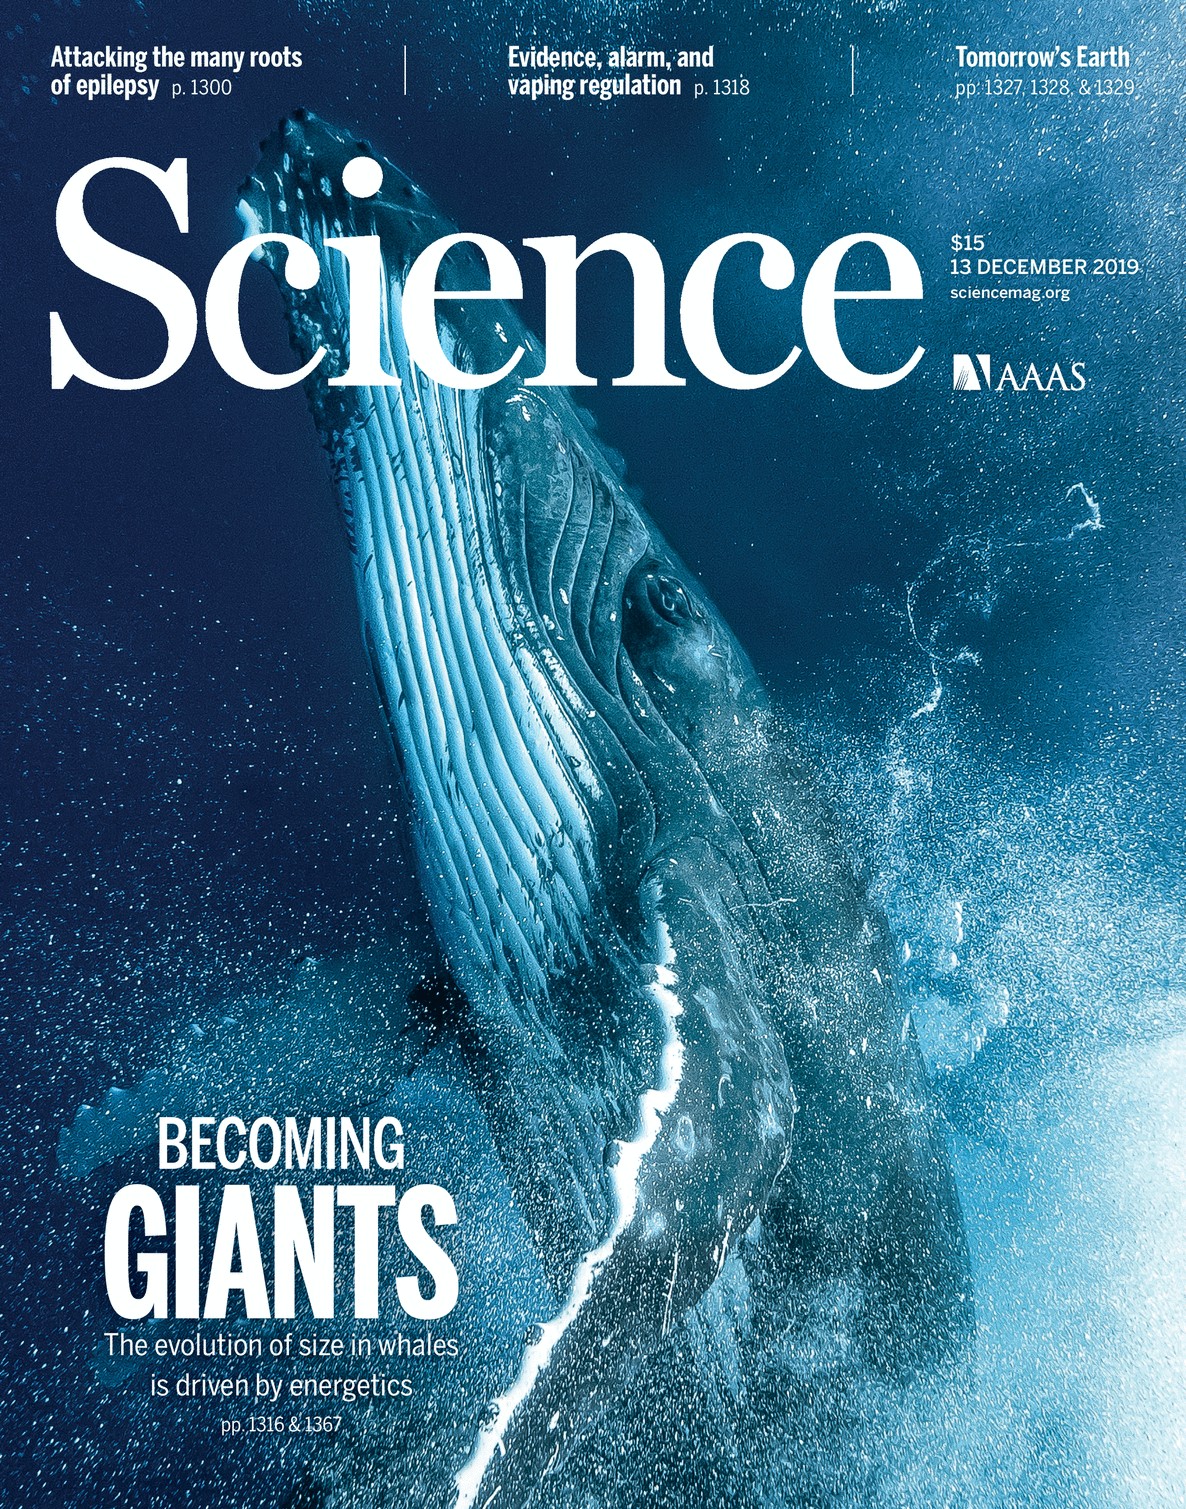 Attacking the many roots
of epilepsy p. 1300
Evidence, alarm, and
vaping regulation p. 1318
Tomorrow's Earth
pp. 1327, 1328, & 1329
Science
$15
13 DECEMBER 2019
sciencemag.org
AAAS
BECOMING
GIANTS
The evolution of size in whales
is driven by energetics
pp. 1316 & 1367